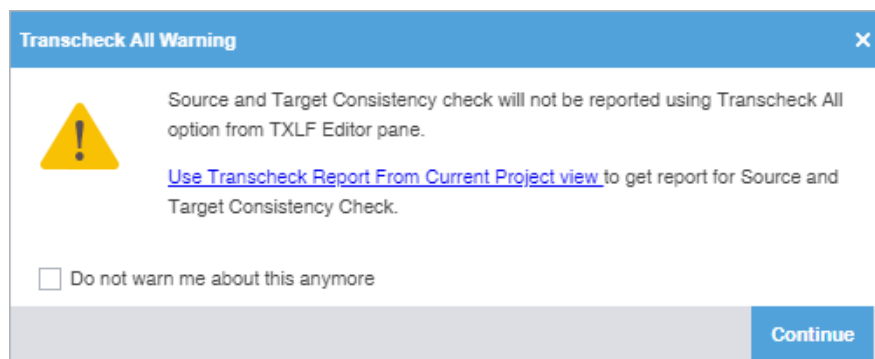 Transcheck All Warning
Source and Target Consistency check will not be reported using Transcheck All
option from TXLF Editor pane.
Use Transcheck Report From Current Project view to get report for Source and
Target Consistency Check.
Do not warn me about this anymore
Continue